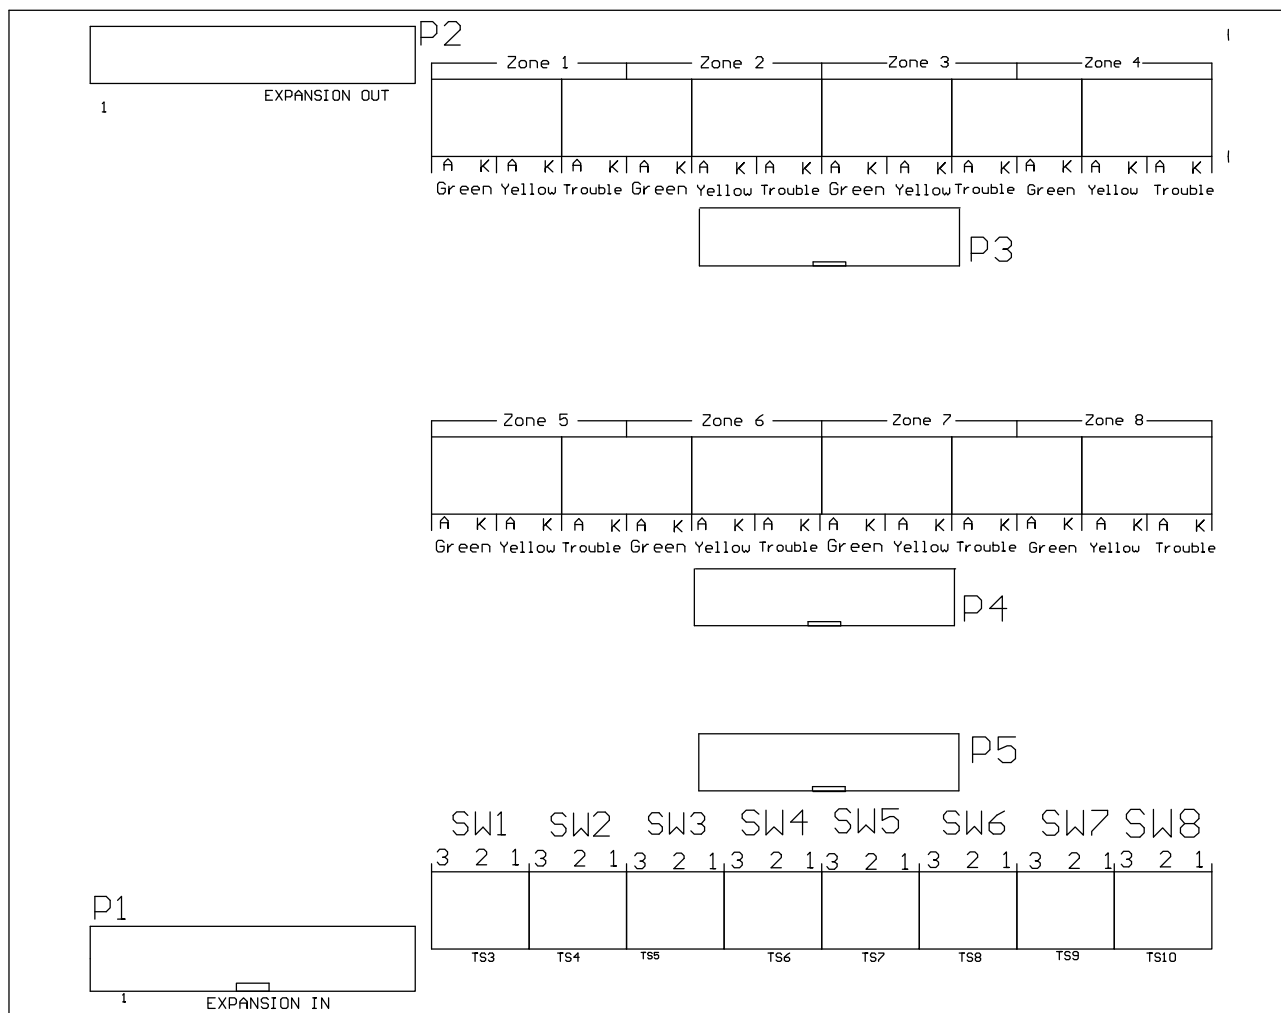 P2
EXPANSION OUT
1
Zone 1 Zone 2 Zone 3 Zone 4
A K A K A K A K A K A K A K A K A K A K A K A K
Green Yellow Trouble Green Yellow Trouble Green Yellow Trouble Green Yellow Trouble
P3
Zone 5 Zone 6 Zone 7 Zone 8
A K A K A K A K A K A K A K A K A K A K A K A K
Green Yellow Trouble Green Yellow Trouble Green Yellow Trouble Green Yellow Trouble
P4
P5
SW1 SW2 SW3 SW4 SW5 SW6 SW7 SW8
3 2 1 3 2 1 3 2 1 3 2 1 3 2 1 3 2 1 3 2 1 3 2 1
TS3 TS4 TS5 TS6 TS7 TS8 TS9 TS10
P1
1
EXPANSION IN